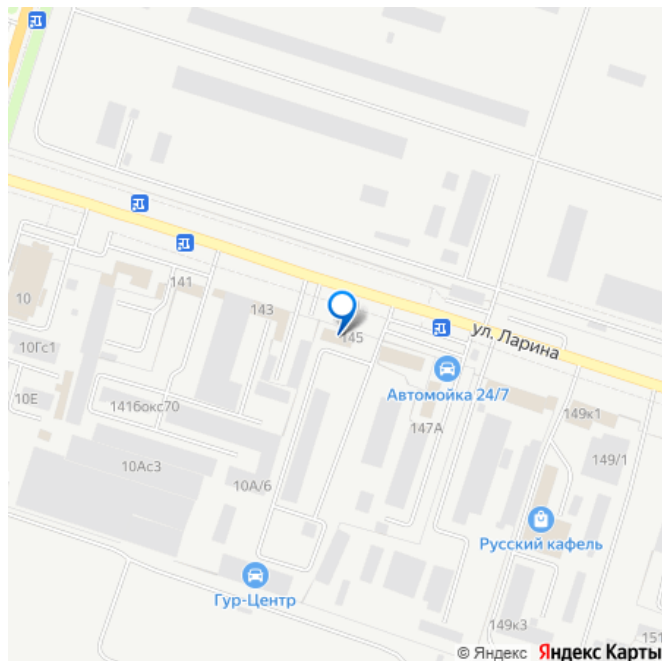 141
10
143
ул. Ларина
145
10Гс1
Автомойка 24/7
10Е
141бокс70
149к1
147А
149/1
10Ас3
10А/6
Русский кафель
Гур-Центр
149к3
151
© Яндекс Яндекс Карты